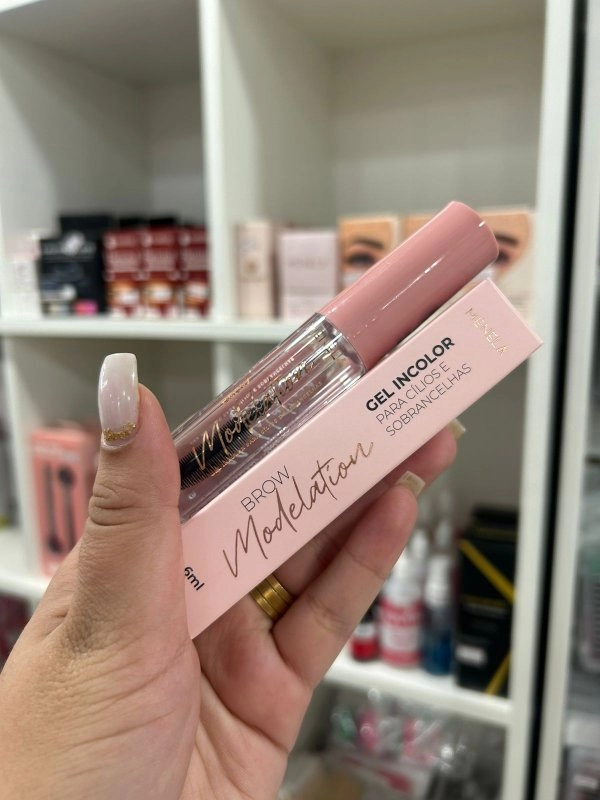 MENELA
GEL INCOLOR
PARA CÍLIOS E
SOBRANCELHAS
BROW
Modelation
6ml